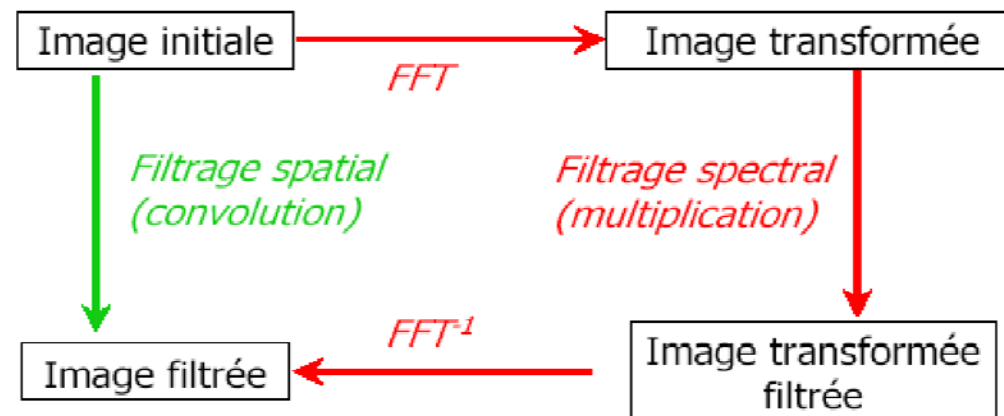 Image initiale
FFT
Image transformée
Filtrage spatial
(convolution)
Filtrage spectral
(multiplication)
Image filtrée
FFT⁻¹
Image transformée
filtrée